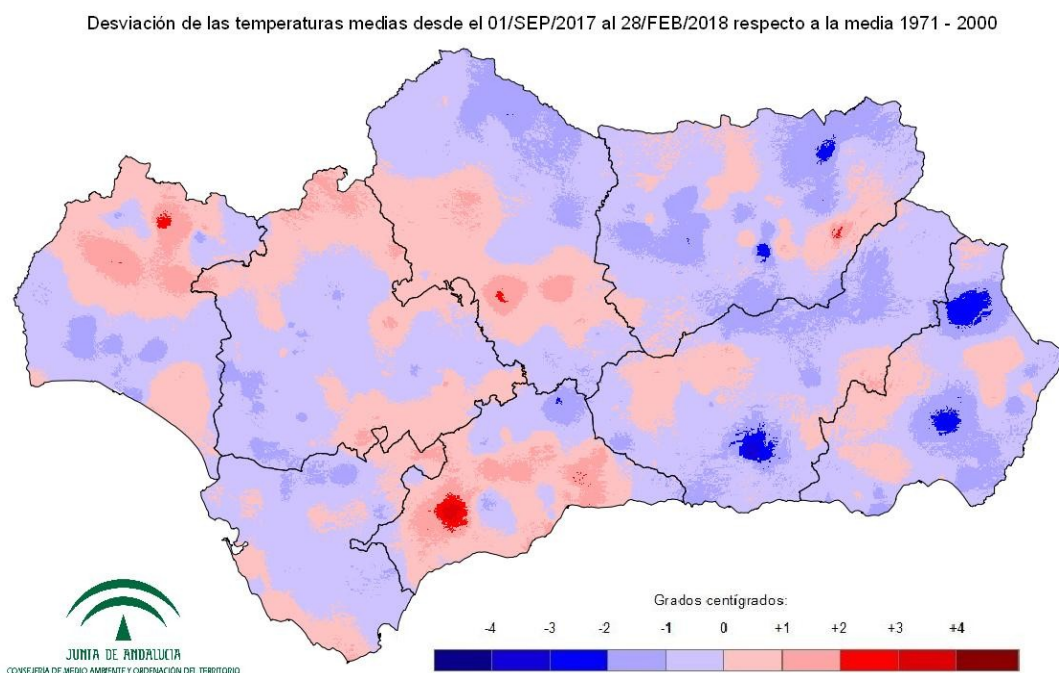 Desviación de las temperaturas medias desde el 01/SEP/2017 al 28/FEB/2018 respecto a la media 1971 - 2000
Grados centígrados:
-4 -3 -2 -1 0 +1 +2 +3 +4
JUNTA DE ANDALUCIA
CONSEJERÍA DE MEDIO AMBIENTE Y ORDENACIÓN DEL TERRITORIO